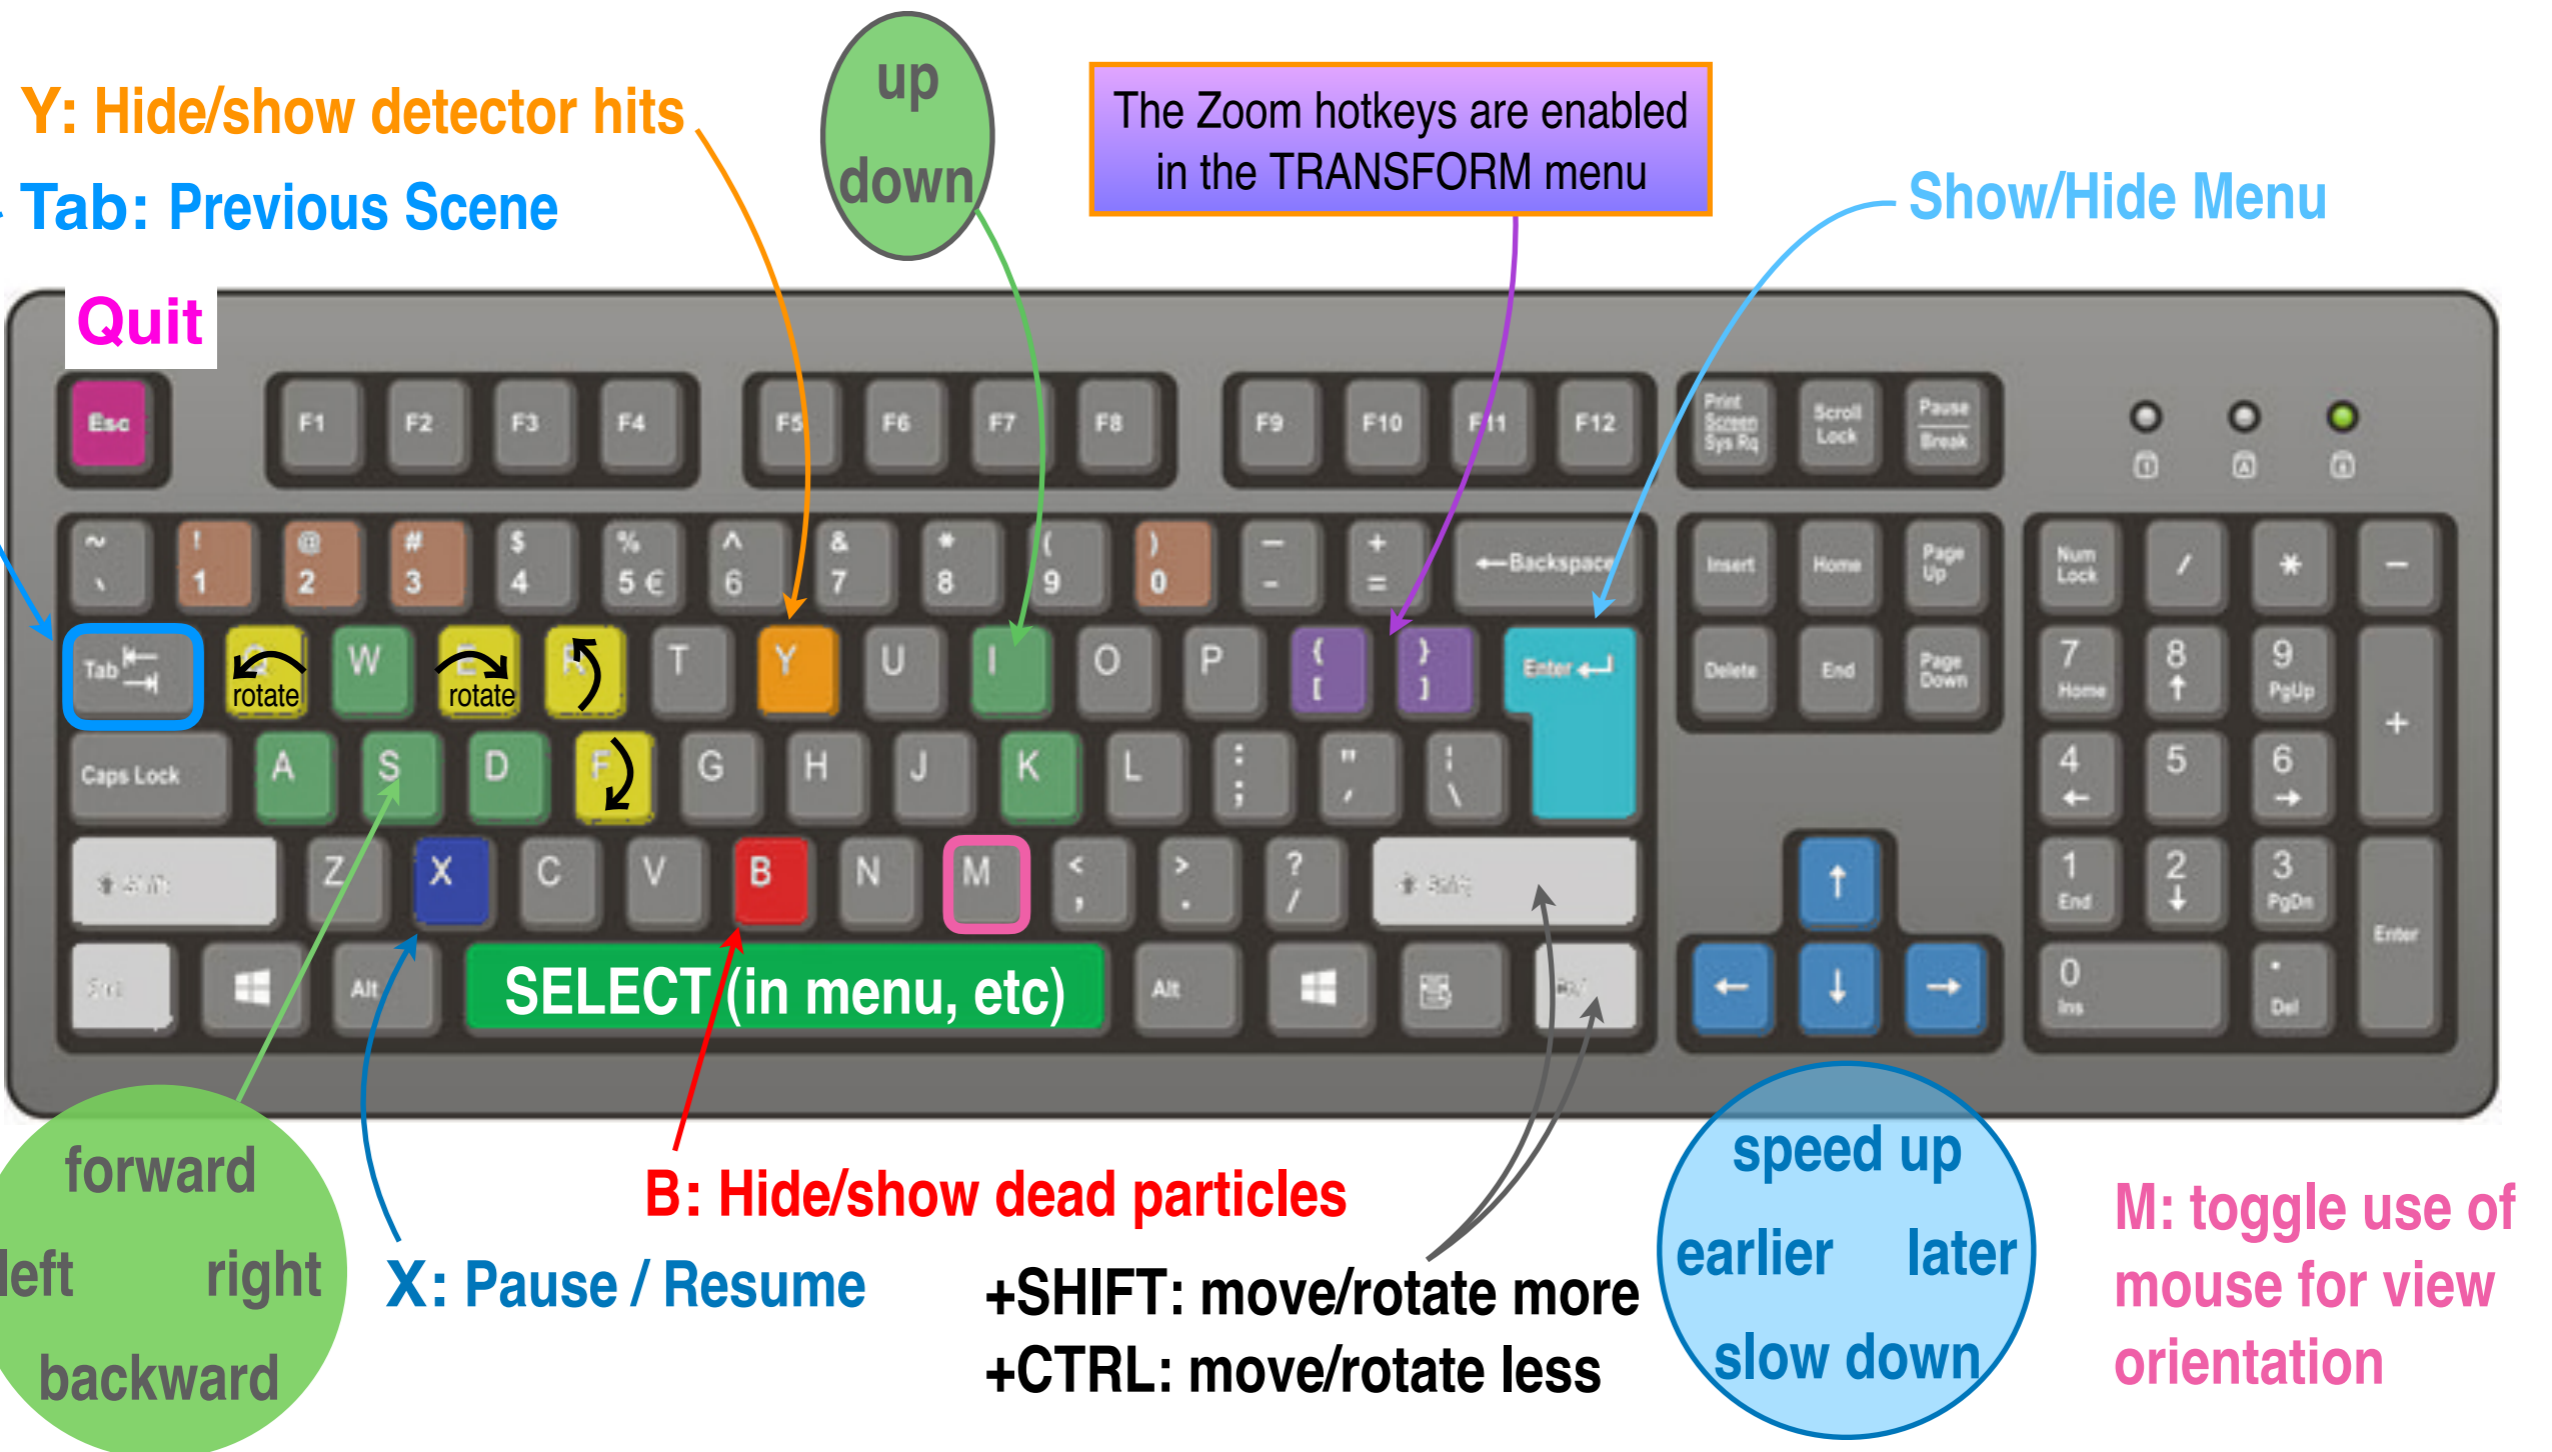 up
down
Y: Hide/show detector hits
The Zoom hotkeys are enabled
in the TRANSFORM menu
Tab: Previous Scene
Show/Hide Menu
Quit
Esc F1 F2 F3 F4 F5 F6 F7 F8 F9 F10 F11 F12 Print Screen Sys Rq Scroll Lock Pause Break
~ ! @ # $ % ^ & * ( ) — +
` 1 2 3 4 5 € 6 7 8 9 0 - = ←Backspace Insert Home Page Up Num Lock / * −
Tab W E R T Y U I O P { [ } ] Enter Delete End Page Down 7 Home 8 ↑ 9 PgUp +
rotate rotate
Caps Lock A S D F G H J K L : ; " ' ¦ \ 4 ← 5 6 →
Z X C V B N M < , > . ? / ↑ 1 End 2 ↓ 3 PgDn
Alt SELECT (in menu, etc) Alt ← ↓ → 0 Ins . Del Enter
forward
left right
backward
B: Hide/show dead particles
X: Pause / Resume
+SHIFT: move/rotate more
+CTRL: move/rotate less
speed up
earlier later
slow down
M: toggle use of
mouse for view
orientation